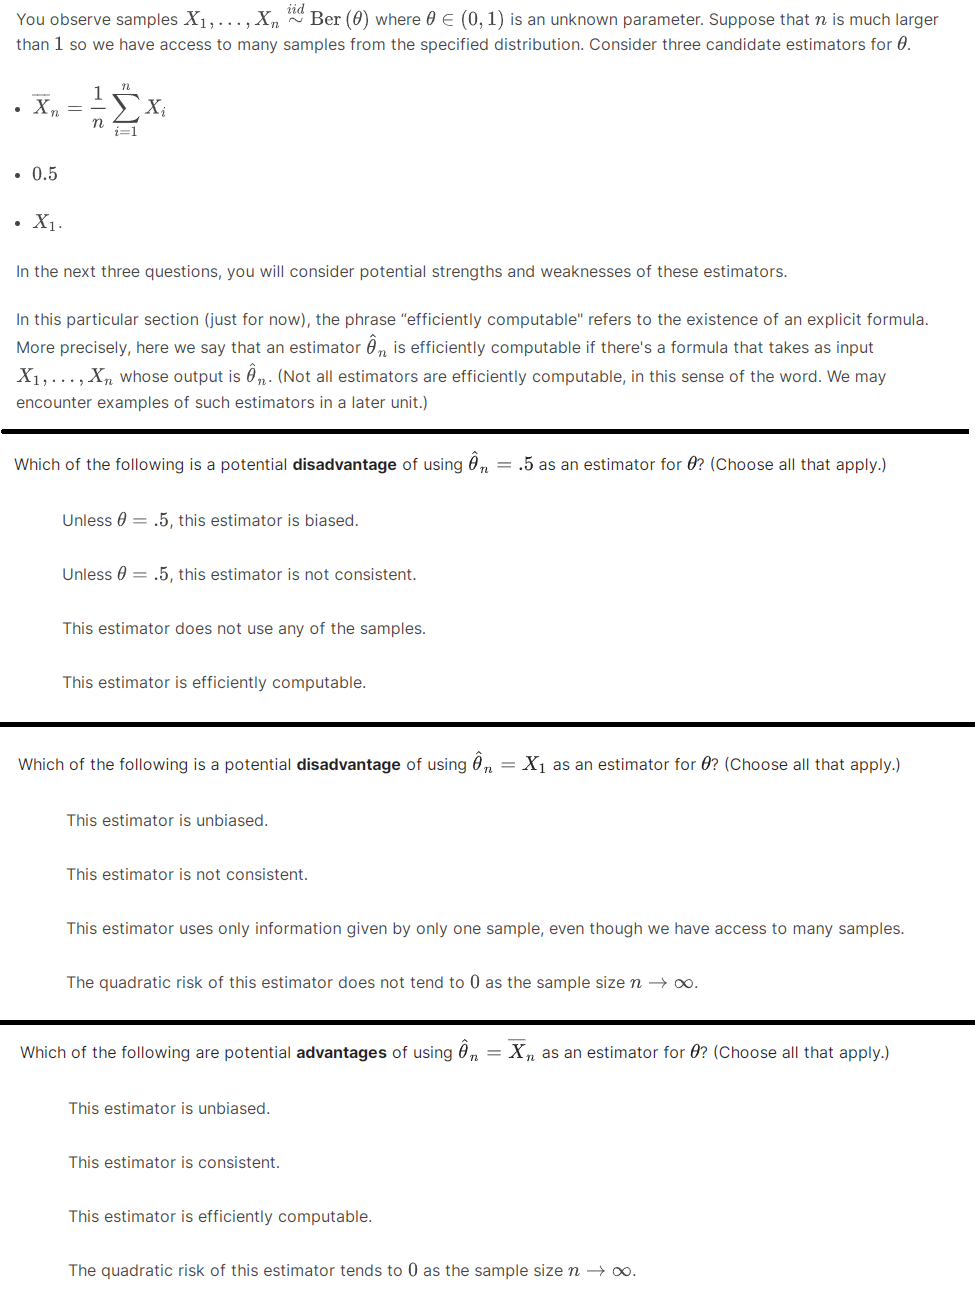 You observe samples $X_1, \ldots, X_n \overset{iid}{\sim} \mathrm{Ber}(\theta)$ where $\theta \in (0, 1)$ is an unknown parameter. Suppose that $n$ is much larger
than $1$ so we have access to many samples from the specified distribution. Consider three candidate estimators for $\theta$.
• $\overline{X}_n = \frac{1}{n} \sum_{i=1}^{n} X_i$
• $0.5$
• $X_1$.
In the next three questions, you will consider potential strengths and weaknesses of these estimators.
In this particular section (just for now), the phrase “efficiently computable" refers to the existence of an explicit formula.
More precisely, here we say that an estimator $\hat{\theta}_n$ is efficiently computable if there's a formula that takes as input
$X_1, \ldots, X_n$ whose output is $\hat{\theta}_n$. (Not all estimators are efficiently computable, in this sense of the word. We may
encounter examples of such estimators in a later unit.)
Which of the following is a potential disadvantage of using $\hat{\theta}_n = .5$ as an estimator for $\theta$? (Choose all that apply.)
Unless $\theta = .5$, this estimator is biased.
Unless $\theta = .5$, this estimator is not consistent.
This estimator does not use any of the samples.
This estimator is efficiently computable.
Which of the following is a potential disadvantage of using $\hat{\theta}_n = X_1$ as an estimator for $\theta$? (Choose all that apply.)
This estimator is unbiased.
This estimator is not consistent.
This estimator uses only information given by only one sample, even though we have access to many samples.
The quadratic risk of this estimator does not tend to $0$ as the sample size $n \to \infty$.
Which of the following are potential advantages of using $\hat{\theta}_n = \overline{X}_n$ as an estimator for $\theta$? (Choose all that apply.)
This estimator is unbiased.
This estimator is consistent.
This estimator is efficiently computable.
The quadratic risk of this estimator tends to $0$ as the sample size $n \to \infty$.